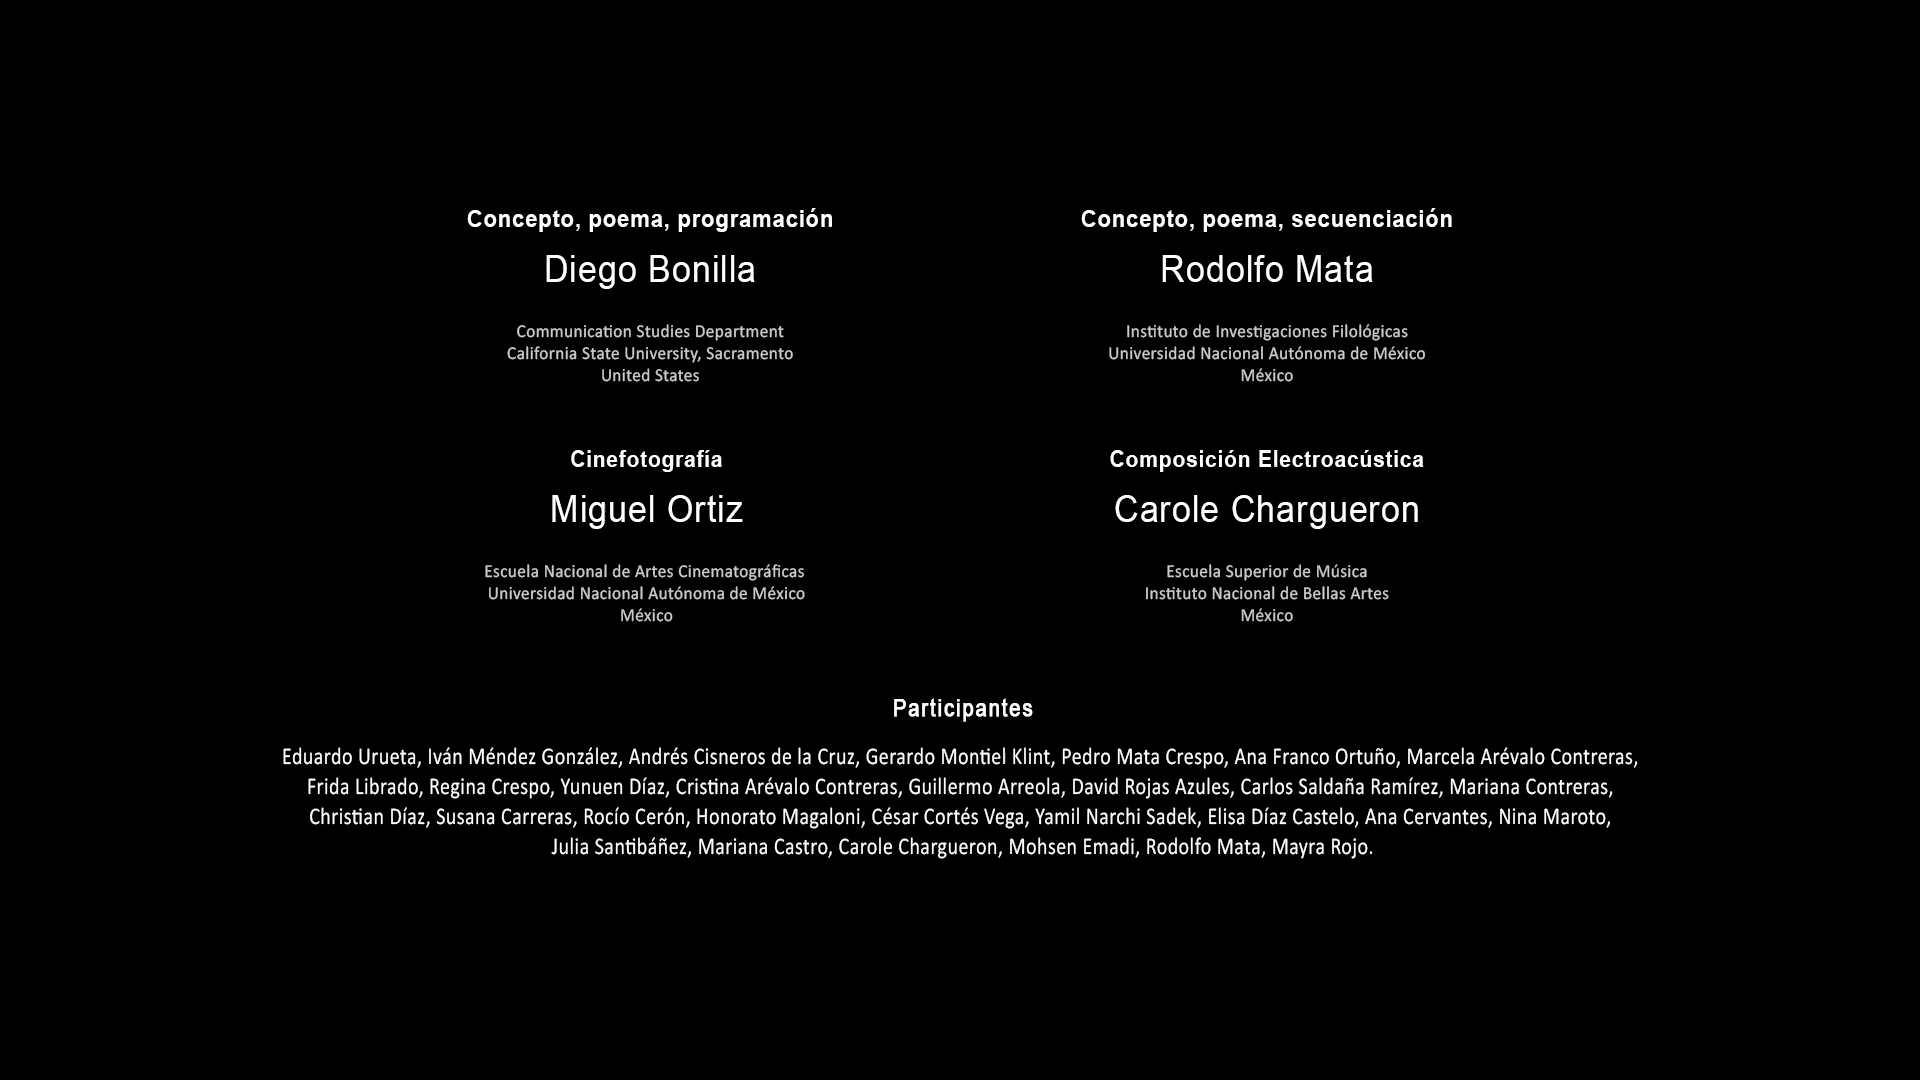 Concepto, poema, programación
Diego Bonilla
Communication Studies Department
California State University, Sacramento
United States
Concepto, poema, secuenciación
Rodolfo Mata
Instituto de Investigaciones Filológicas
Universidad Nacional Autónoma de México
México
Cinefotografía
Miguel Ortiz
Escuela Nacional de Artes Cinematográficas
Universidad Nacional Autónoma de México
México
Composición Electroacústica
Carole Chargueron
Escuela Superior de Música
Instituto Nacional de Bellas Artes
México
Participantes
Eduardo Urueta, Iván Méndez González, Andrés Cisneros de la Cruz, Gerardo Montiel Klint, Pedro Mata Crespo, Ana Franco Ortuño, Marcela Arévalo Contreras,
Frida Librado, Regina Crespo, Yunuen Díaz, Cristina Arévalo Contreras, Guillermo Arreola, David Rojas Azules, Carlos Saldaña Ramírez, Mariana Contreras,
Christian Díaz, Susana Carreras, Rocío Cerón, Honorato Magaloni, César Cortés Vega, Yamil Narchi Sadek, Elisa Díaz Castelo, Ana Cervantes, Nina Maroto,
Julia Santibáñez, Mariana Castro, Carole Chargueron, Mohsen Emadi, Rodolfo Mata, Mayra Rojo.